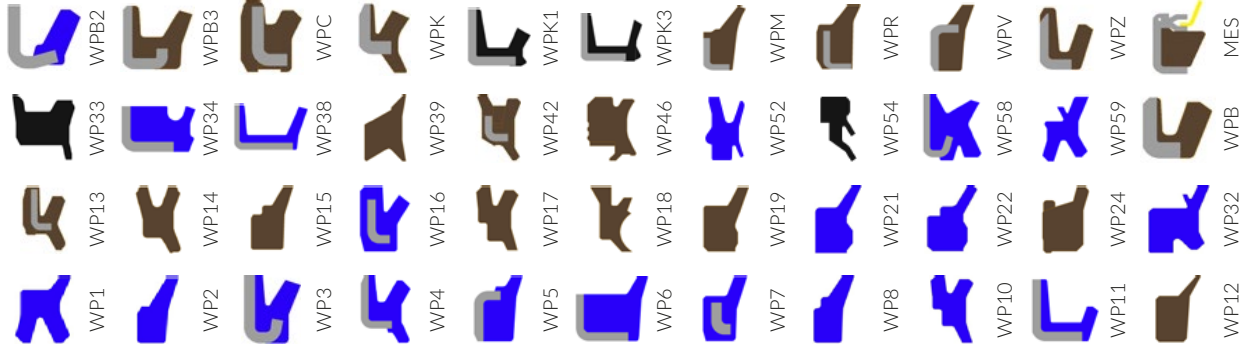 WPB2 WPB3 WPC WPK WPK1 WPK3 WPM WPR WPV WPZ MES
WP33 WP34 WP38 WP39 WP42 WP46 WP52 WP54 WP58 WP59 WPB
WP13 WP14 WP15 WP16 WP17 WP18 WP19 WP21 WP22 WP24 WP32
WP1 WP2 WP3 WP4 WP5 WP6 WP7 WP8 WP10 WP11 WP12